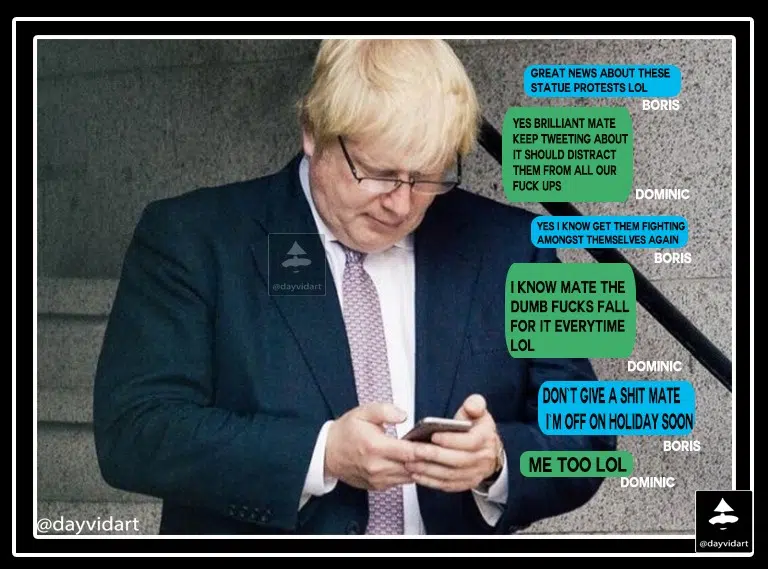 GREAT NEWS ABOUT THESE
STATUE PROTESTS LOL
BORIS
YES BRILLIANT MATE
KEEP TWEETING ABOUT
IT SHOULD DISTRACT
THEM FROM ALL OUR
FUCK UPS
DOMINIC
YES I KNOW GET THEM FIGHTING
AMONGST THEMSELVES AGAIN
BORIS
I KNOW MATE THE
DUMB FUCKS FALL
FOR IT EVERYTIME
LOL
DOMINIC
DON'T GIVE A SHIT MATE
I'M OFF ON HOLIDAY SOON
BORIS
ME TOO LOL
DOMINIC
@dayvidart
@dayvidart
@dayvidart